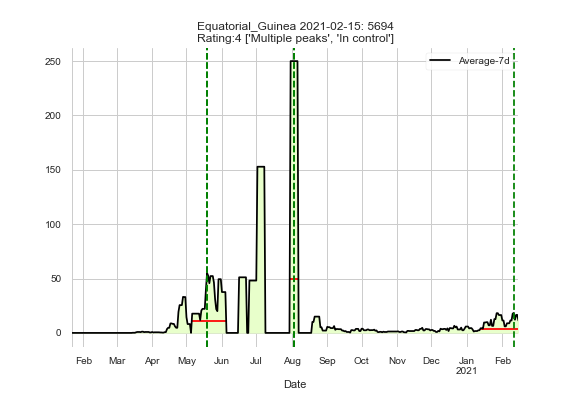 Equatorial_Guinea 2021-02-15: 5694
Rating:4 ['Multiple peaks', 'In control']
Average-7d
250
200
150
100
50
0
Feb Mar Apr May Jun Jul Aug Sep Oct Nov Dec Jan Feb
2021
Date